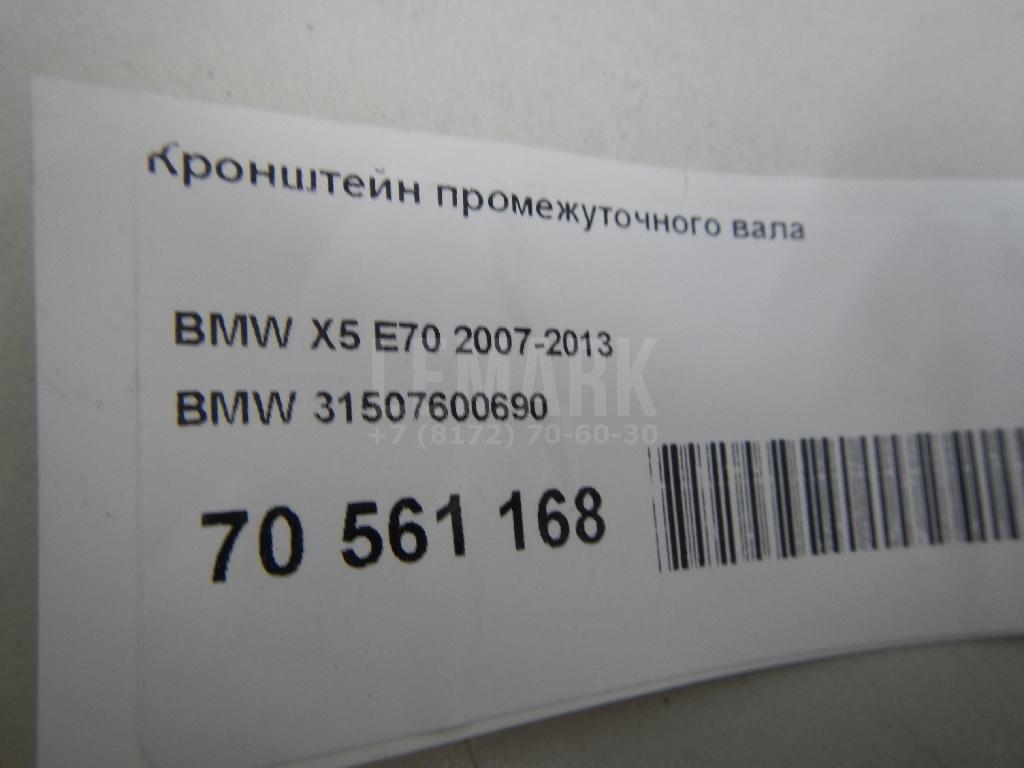 Кронштейн промежуточного вала
BMW X5 E70 2007-2013
LEMARK
BMW 31507600690
+7 (8172) 70-60-30
70 561 168